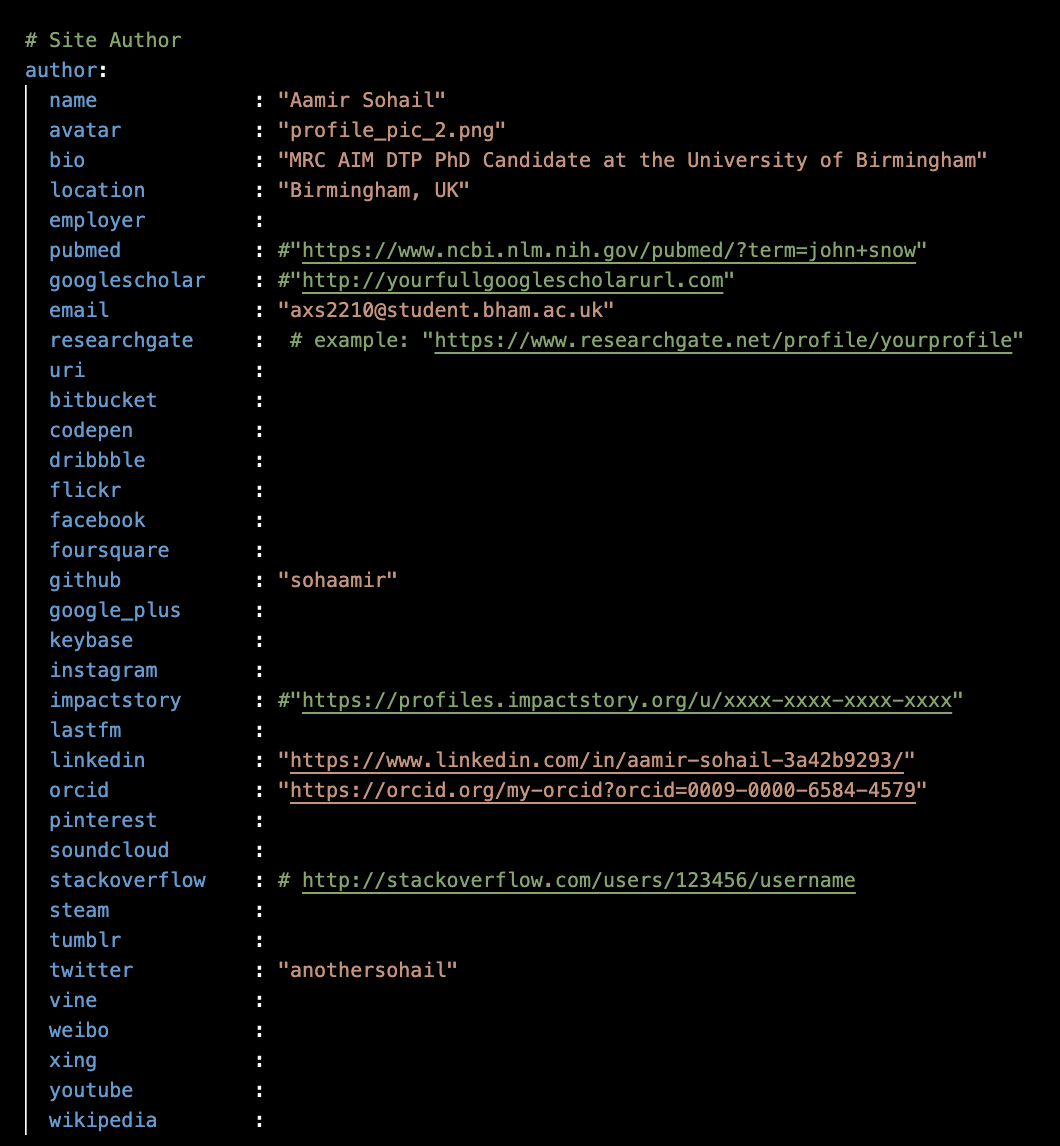 # Site Author
author:
  name             : "Aamir Sohail"
  avatar           : "profile_pic_2.png"
  bio              : "MRC AIM DTP PhD Candidate at the University of Birmingham"
  location         : "Birmingham, UK"
  employer         :
  pubmed           : #"https://www.ncbi.nlm.nih.gov/pubmed/?term=john+snow"
  googlescholar    : #"http://yourfullgooglescholarurl.com"
  email            : "axs2210@student.bham.ac.uk"
  researchgate     :  # example: "https://www.researchgate.net/profile/yourprofile"
  uri              :
  bitbucket        :
  codepen          :
  dribbble         :
  flickr           :
  facebook         :
  foursquare       :
  github           : "sohaamir"
  google_plus      :
  keybase          :
  instagram        :
  impactstory      : #"https://profiles.impactstory.org/u/xxxx-xxxx-xxxx-xxxx"
  lastfm           :
  linkedin         : "https://www.linkedin.com/in/aamir-sohail-3a42b9293/"
  orcid            : "https://orcid.org/my-orcid?orcid=0009-0000-6584-4579"
  pinterest        :
  soundcloud       :
  stackoverflow    : # http://stackoverflow.com/users/123456/username
  steam            :
  tumblr           :
  twitter          : "anothersohail"
  vine             :
  weibo            :
  xing             :
  youtube          :
  wikipedia        :